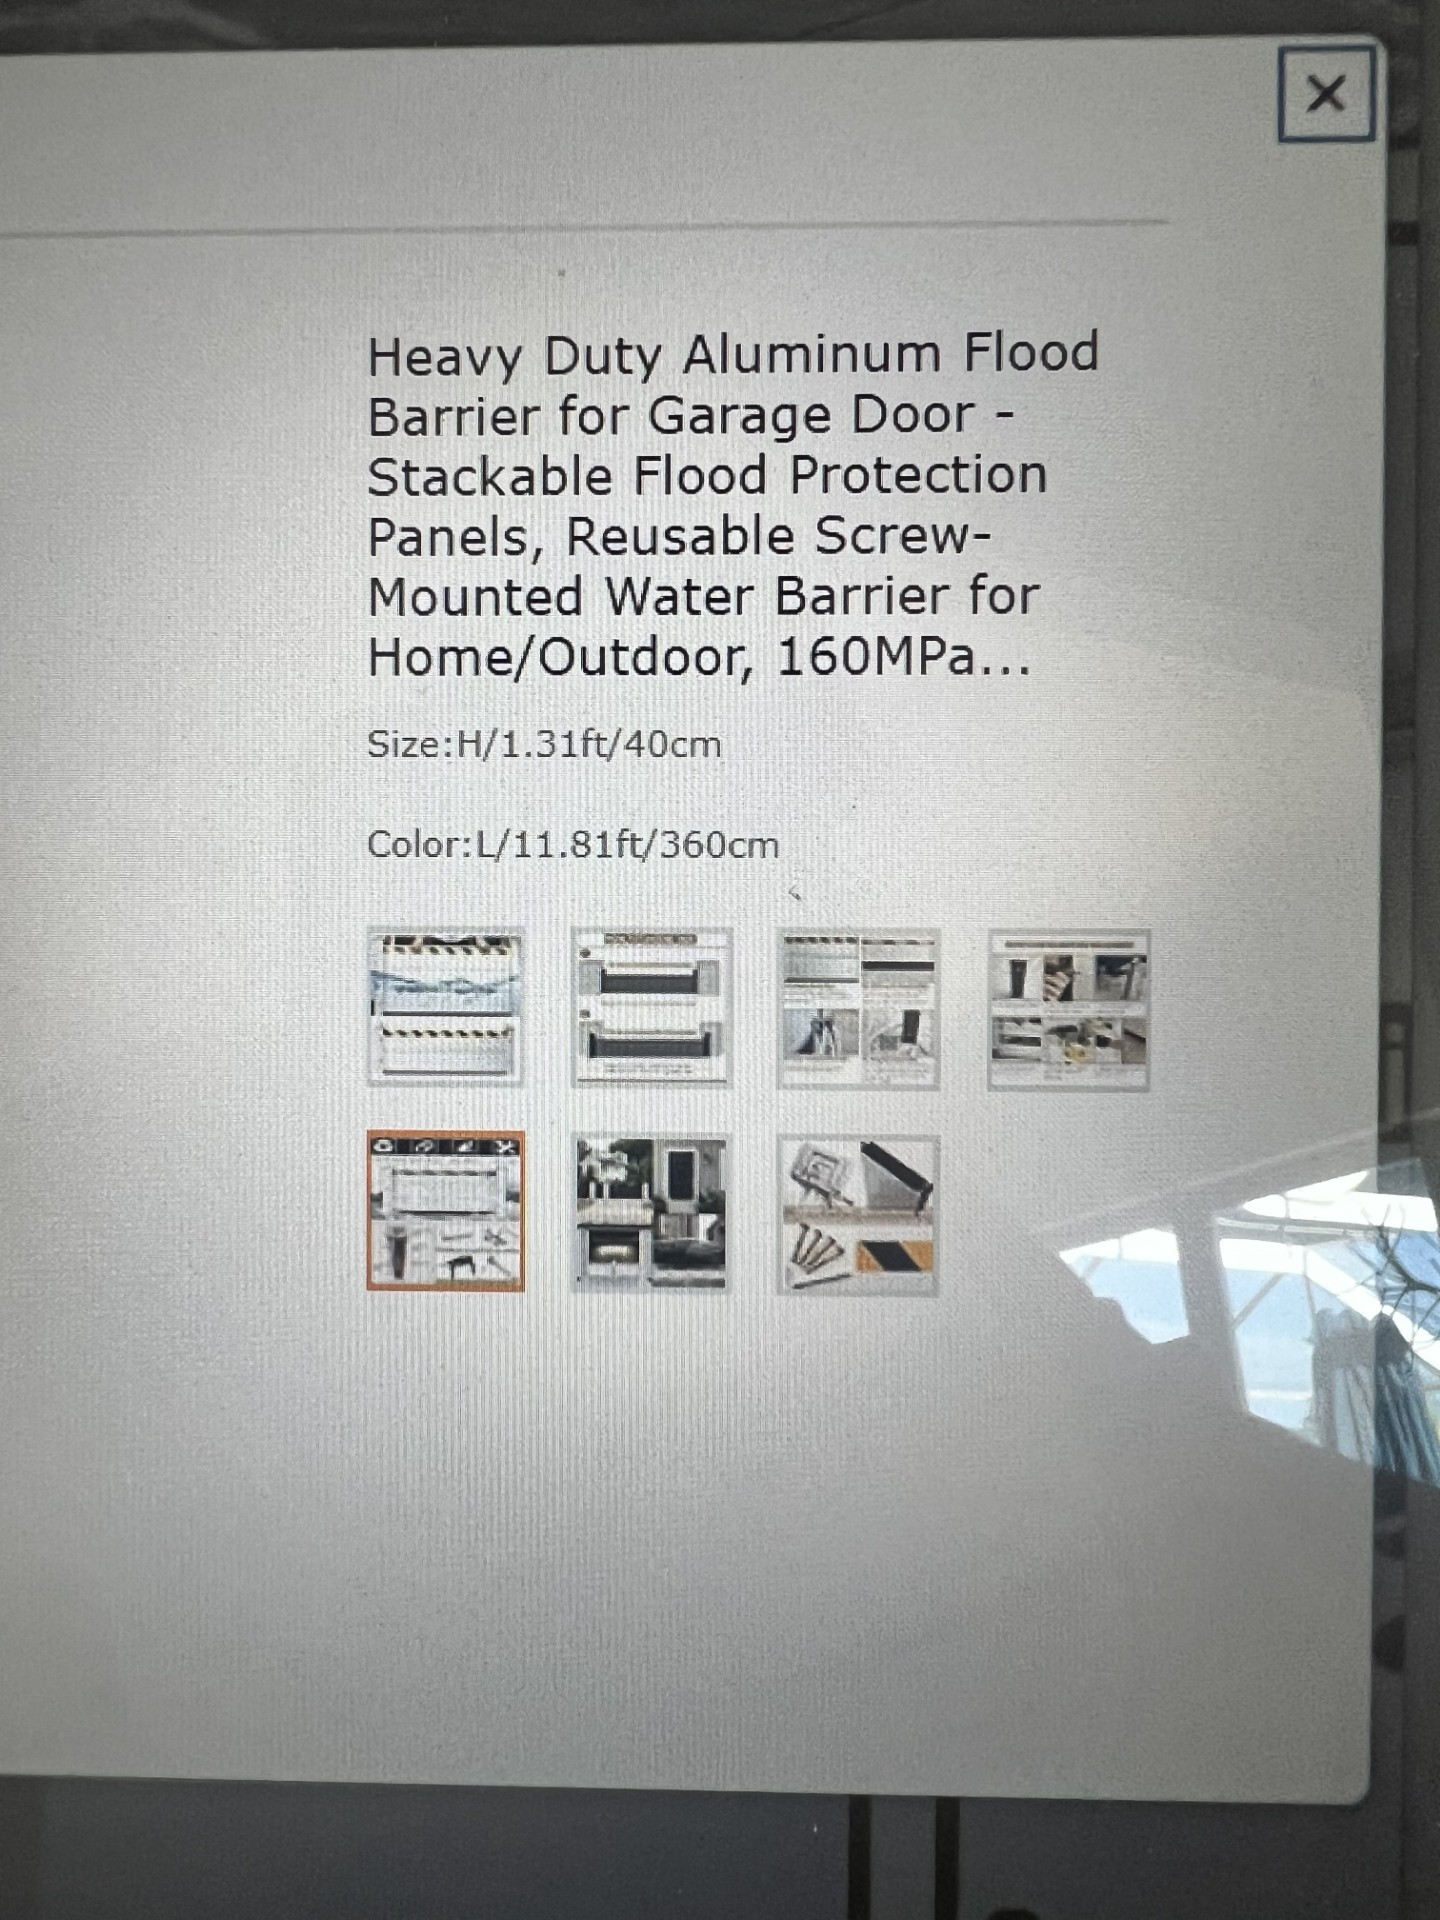 Heavy Duty Aluminum Flood
Barrier for Garage Door -
Stackable Flood Protection
Panels, Reusable Screw-
Mounted Water Barrier for
Home/Outdoor, 160MPa...
Size:H/1.31ft/40cm
Color:L/11.81ft/360cm